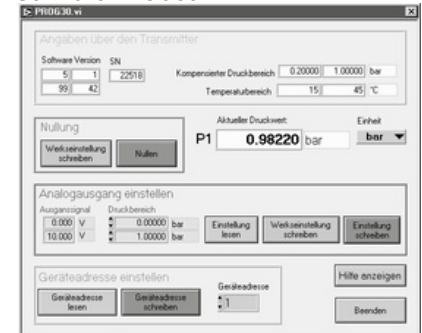 PROG30.vi
Angaben über den Transmitter
Software Version SN
5 1 22518 Kompensierter Druckbereich 0.20000 1.00000 bar
99 42 Temperaturbereich 15 45 °C
Nullung
Werkseinstellung schreiben Nullen
Aktueller Druckwert: Einheit
P1 0.98220 bar bar
Analogausgang einstellen
Ausganssignal Druckbereich
0.000 V 0.00000 bar
10.000 V 1.00000 bar
Einstellung lesen Werkseinstellung schreiben Einstellung schreiben
Geräteadresse einstellen
Geräteadresse lesen Geräteadresse schreiben
Geräteadresse
1
Hilfe anzeigen
Beenden